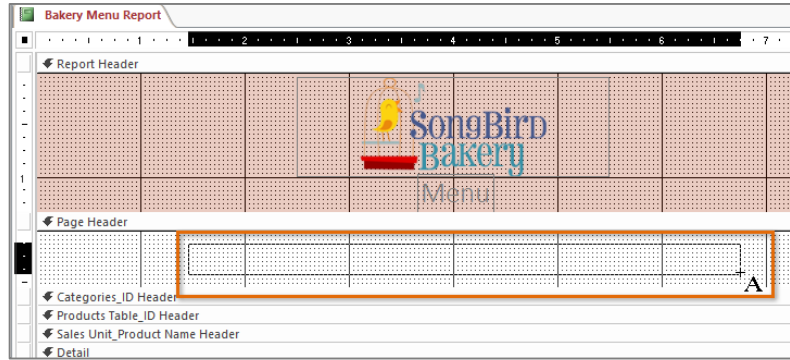 Bakery Menu Report
1 2 3 4 5 6 7
Report Header
SongBird
Bakery
1
Menu
Page Header
A
Categories_ID Header
Products Table_ID Header
Sales Unit_Product Name Header
Detail